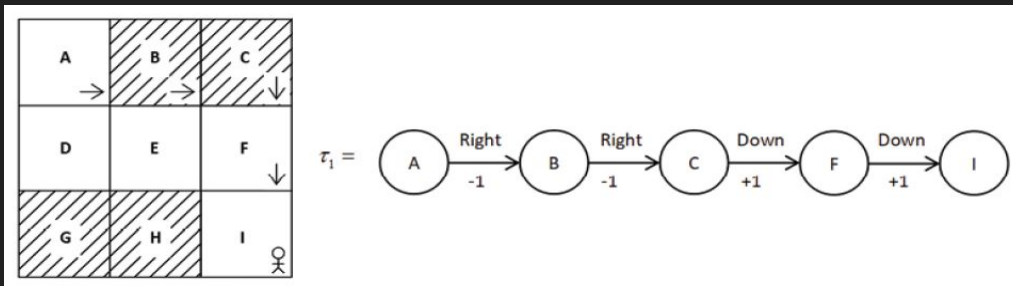 A B C
D E F
G H I
τ₁ =
Right Right Down Down
A B C F I
-1 -1 +1 +1